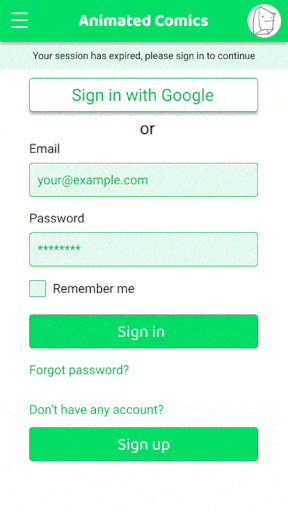 Animated Comics
Your session has expired, please sign in to continue
Sign in with Google
or
Email
your@example.com
Password
********
Remember me
Sign in
Forgot password?
Don't have any account?
Sign up